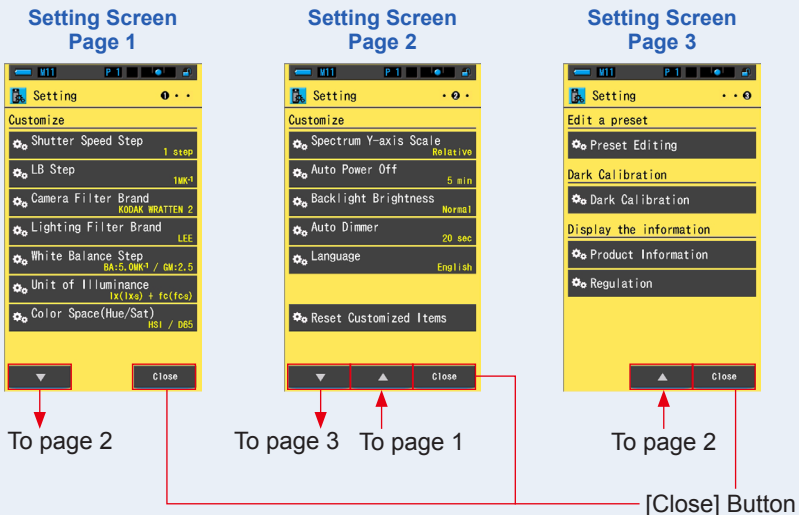 Setting Screen
Page 1
M11 P 1
Setting ❶ · ·
Customize
Shutter Speed Step
1 step
LB Step
1MK⁻¹
Camera Filter Brand
KODAK WRATTEN 2
Lighting Filter Brand
LEE
White Balance Step
BA:5.0MK⁻¹ / GM:2.5
Unit of Illuminance
lx(lxs) + fc(fcs)
Color Space(Hue/Sat)
HSI / D65
▼ Close
To page 2
Setting Screen
Page 2
M11 P 1
Setting · ❷ ·
Customize
Spectrum Y-axis Scale
Relative
Auto Power Off
5 min
Backlight Brightness
Normal
Auto Dimmer
20 sec
Language
English
Reset Customized Items
▼ ▲ Close
To page 3 To page 1
Setting Screen
Page 3
M11 P 1
Setting · · ❸
Edit a preset
Preset Editing
Dark Calibration
Dark Calibration
Display the information
Product Information
Regulation
▲ Close
To page 2
[Close] Button